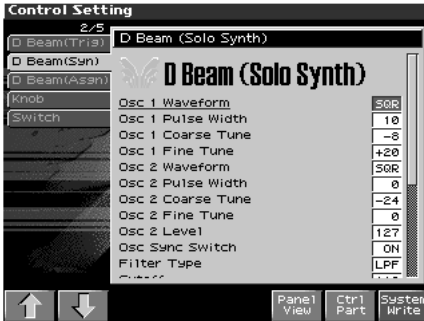 Control Setting
2/5
D Beam(Trig)
D Beam(Syn)
D Beam(Assn)
Knob
Switch
D Beam (Solo Synth)
D Beam (Solo Synth)
Osc 1 Waveform SQR
Osc 1 Pulse Width 10
Osc 1 Coarse Tune -8
Osc 1 Fine Tune +20
Osc 2 Waveform SQR
Osc 2 Pulse Width 0
Osc 2 Coarse Tune -24
Osc 2 Fine Tune 0
Osc 2 Level 127
Osc Sync Switch ON
Filter Type LPF
Panel View
Ctrl Part
System Write